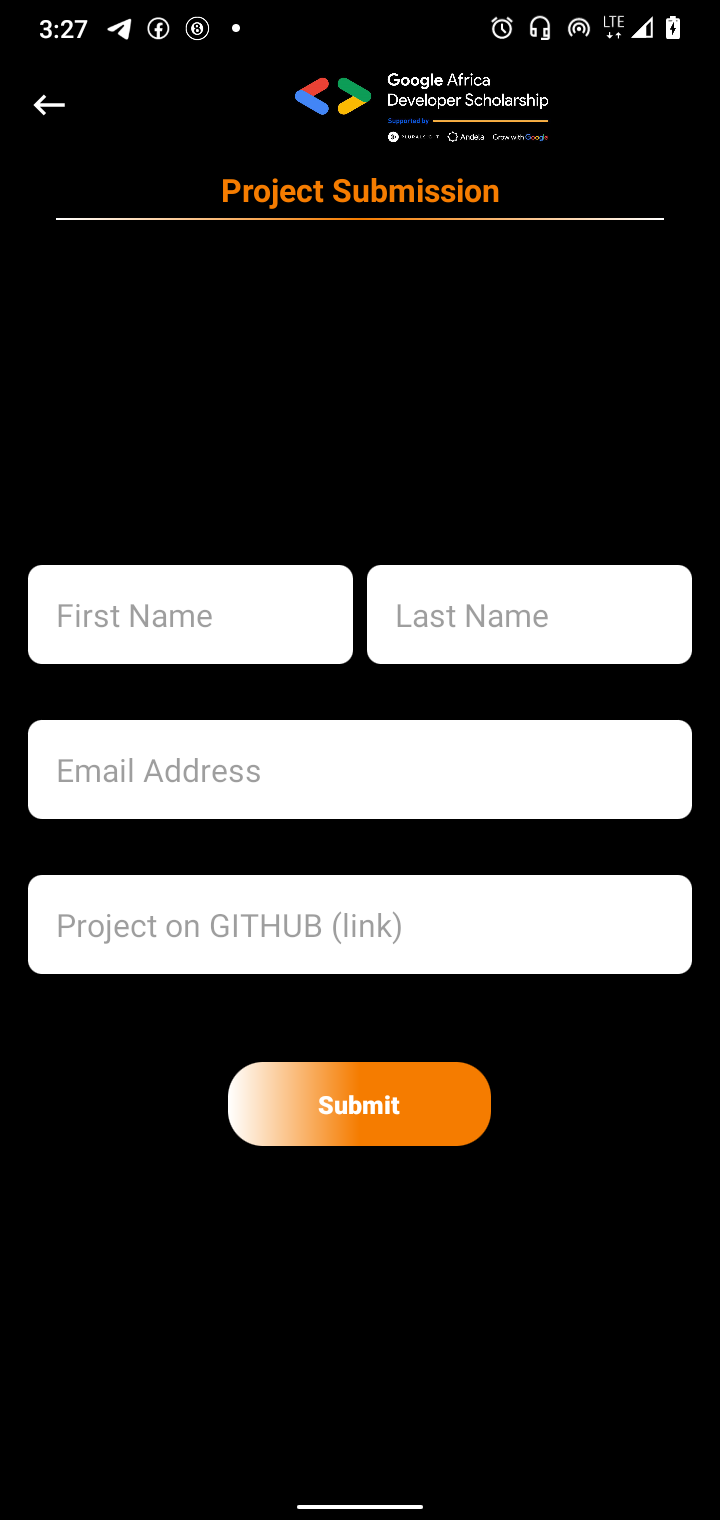 3:27
LTE
Google Africa
Developer Scholarship
Supported by
Andela Grow with Google
Project Submission
First Name Last Name
Email Address
Project on GITHUB (link)
Submit